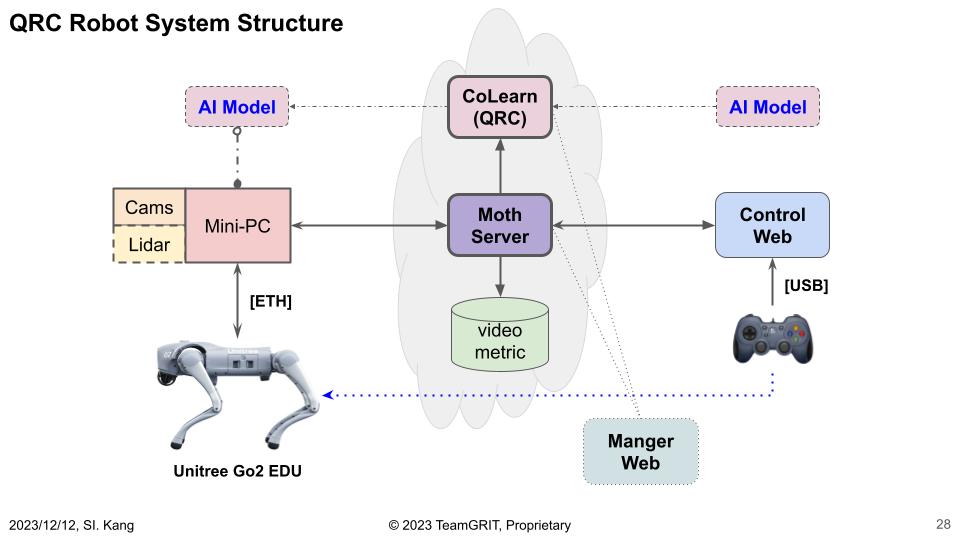 QRC Robot System Structure
AI Model
CoLearn
(QRC)
AI Model
Cams
Lidar
Mini-PC
Moth
Server
Control
Web
[ETH]
[USB]
video
metric
Manger
Web
Unitree Go2 EDU
2023/12/12, SI. Kang
© 2023 TeamGRIT, Proprietary
28